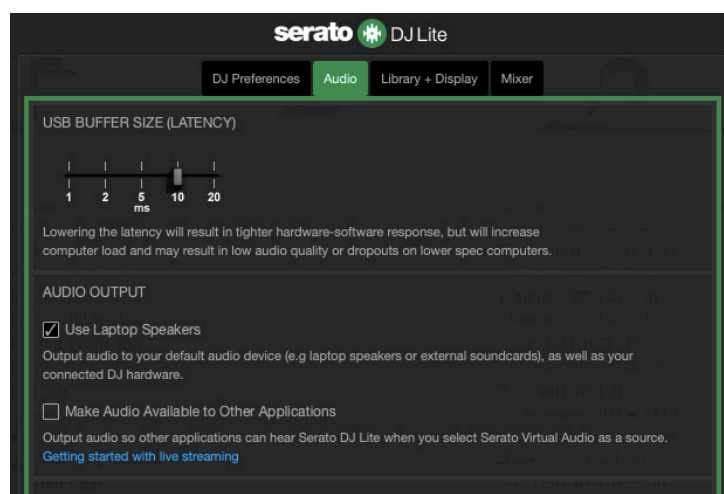 serato DJ Lite
DJ Preferences Audio Library + Display Mixer
USB BUFFER SIZE (LATENCY)
1 2 5 10 20
ms
Lowering the latency will result in tighter hardware-software response, but will increase
computer load and may result in low audio quality or dropouts on lower spec computers.
AUDIO OUTPUT
Use Laptop Speakers
Output audio to your default audio device (e.g laptop speakers or external soundcards), as well as your
connected DJ hardware.
Make Audio Available to Other Applications
Output audio so other applications can hear Serato DJ Lite when you select Serato Virtual Audio as a source.
Getting started with live streaming